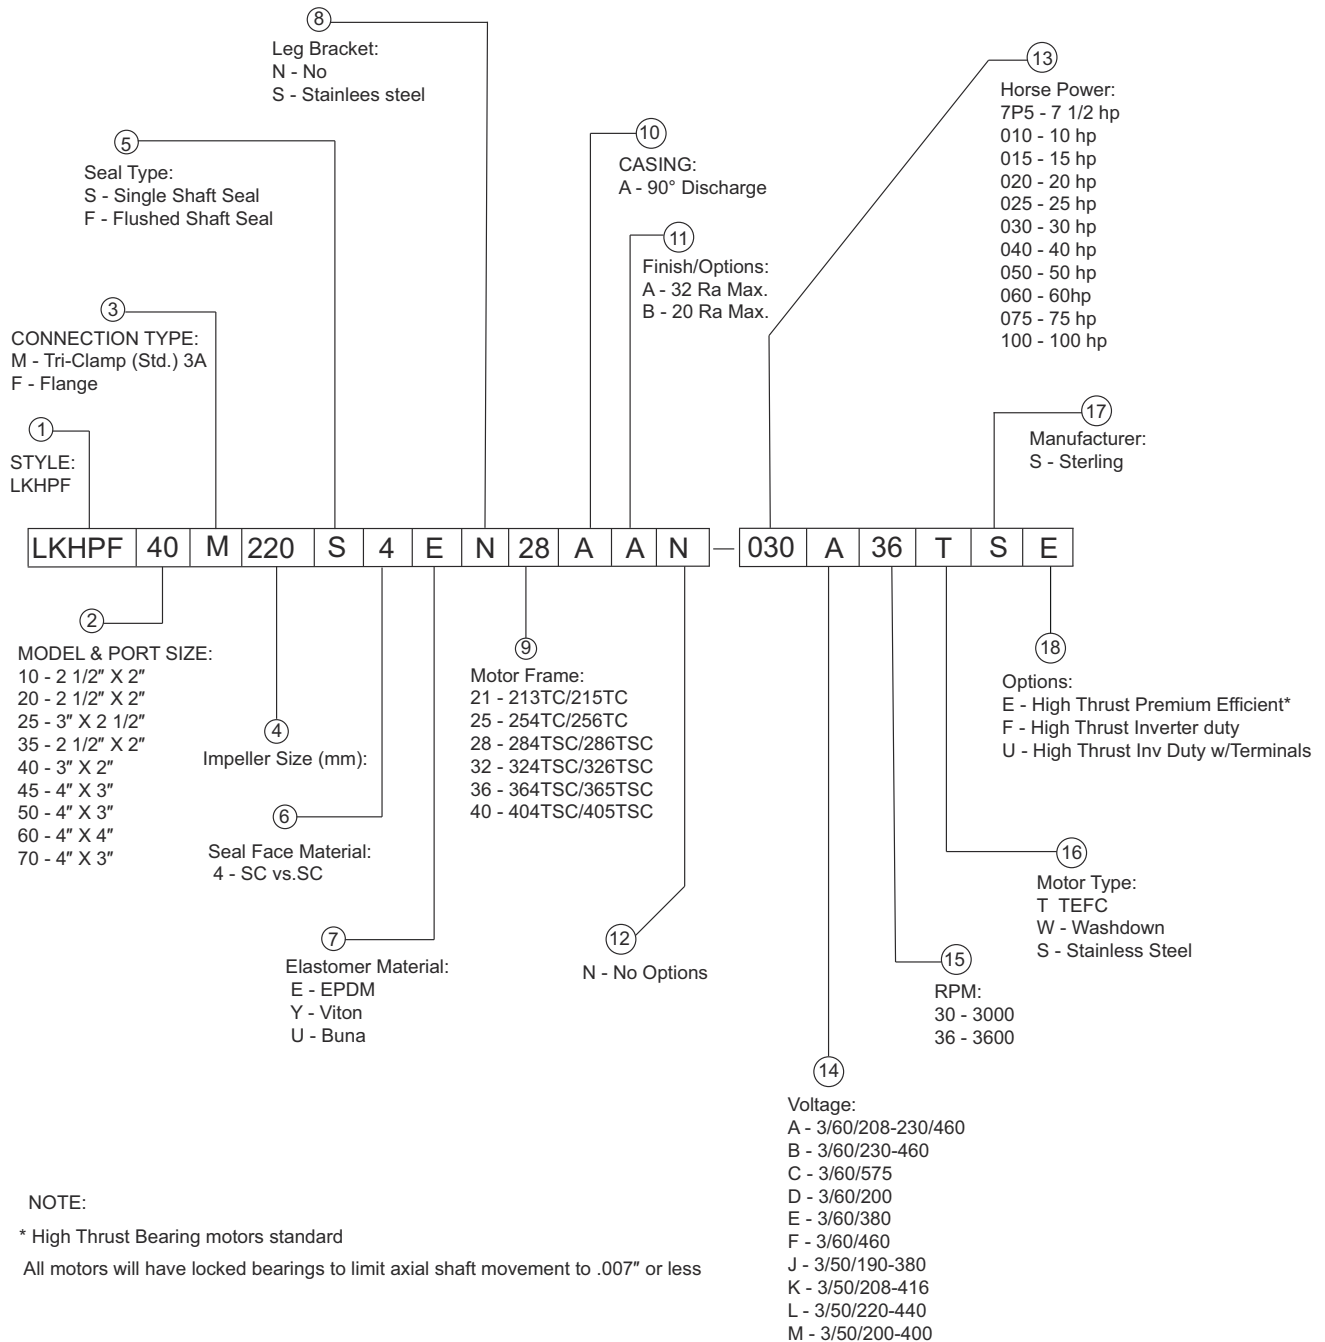 8
Leg Bracket:
N - No
S - Stainlees steel
13
Horse Power:
7P5 - 7 1/2 hp
010 - 10 hp
015 - 15 hp
020 - 20 hp
025 - 25 hp
030 - 30 hp
040 - 40 hp
050 - 50 hp
060 - 60hp
075 - 75 hp
100 - 100 hp
5
Seal Type:
S - Single Shaft Seal
F - Flushed Shaft Seal
10
CASING:
A - 90° Discharge
11
Finish/Options:
A - 32 Ra Max.
B - 20 Ra Max.
3
CONNECTION TYPE:
M - Tri-Clamp (Std.) 3A
F - Flange
17
Manufacturer:
S - Sterling
1
STYLE:
LKHPF
LKHPF 40 M 220 S 4 E N 28 A A N — 030 A 36 T S E
2
MODEL & PORT SIZE:
10 - 2 1/2″ X 2″
20 - 2 1/2″ X 2″
25 - 3″ X 2 1/2″
35 - 2 1/2″ X 2″
40 - 3″ X 2″
45 - 4″ X 3″
50 - 4″ X 3″
60 - 4″ X 4″
70 - 4″ X 3″
4
Impeller Size (mm):
6
Seal Face Material:
4 - SC vs.SC
7
Elastomer Material:
E - EPDM
Y - Viton
U - Buna
9
Motor Frame:
21 - 213TC/215TC
25 - 254TC/256TC
28 - 284TSC/286TSC
32 - 324TSC/326TSC
36 - 364TSC/365TSC
40 - 404TSC/405TSC
12
N - No Options
18
Options:
E - High Thrust Premium Efficient*
F - High Thrust Inverter duty
U - High Thrust Inv Duty w/Terminals
16
Motor Type:
T TEFC
W - Washdown
S - Stainless Steel
15
RPM:
30 - 3000
36 - 3600
14
Voltage:
A - 3/60/208-230/460
B - 3/60/230-460
C - 3/60/575
D - 3/60/200
E - 3/60/380
F - 3/60/460
J - 3/50/190-380
K - 3/50/208-416
L - 3/50/220-440
M - 3/50/200-400
NOTE:
* High Thrust Bearing motors standard
All motors will have locked bearings to limit axial shaft movement to .007″ or less